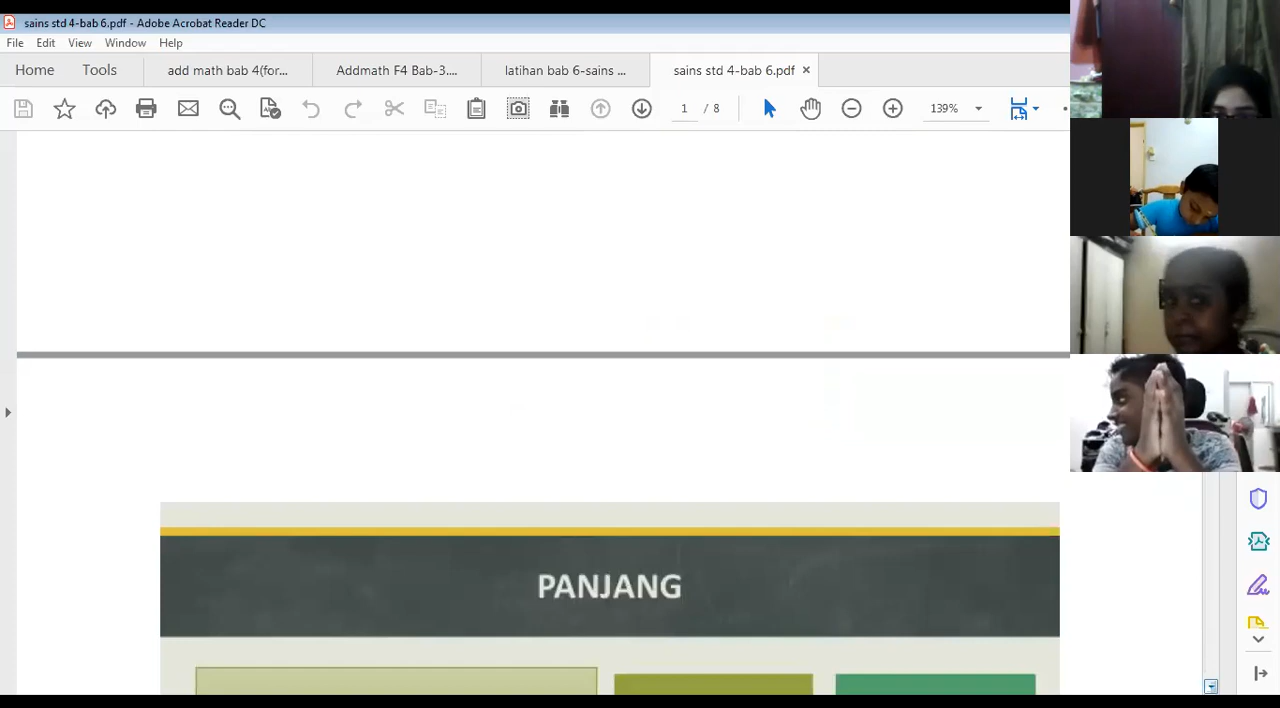 sains std 4-bab 6.pdf - Adobe Acrobat Reader DC
File Edit View Window Help
Home Tools add math bab 4(for... Addmath F4 Bab-3.... latihan bab 6-sains ... sains std 4-bab 6.pdf ×
1 / 8 139%
PANJANG